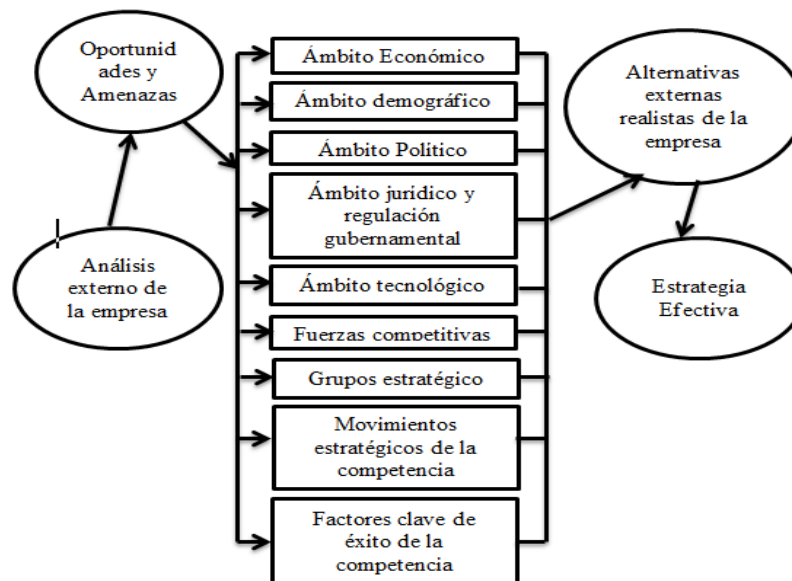 Oportunid
ades y
Amenazas
Análisis
externo de
la empresa
Ámbito Económico
Ámbito demográfico
Ámbito Político
Ámbito jurídico y
regulación
gubernamental
Ámbito tecnológico
Fuerzas competitivas
Grupos estratégico
Movimientos
estratégicos de la
competencia
Factores clave de
éxito de la
competencia
Alternativas
externas
realistas de la
empresa
Estrategia
Efectiva